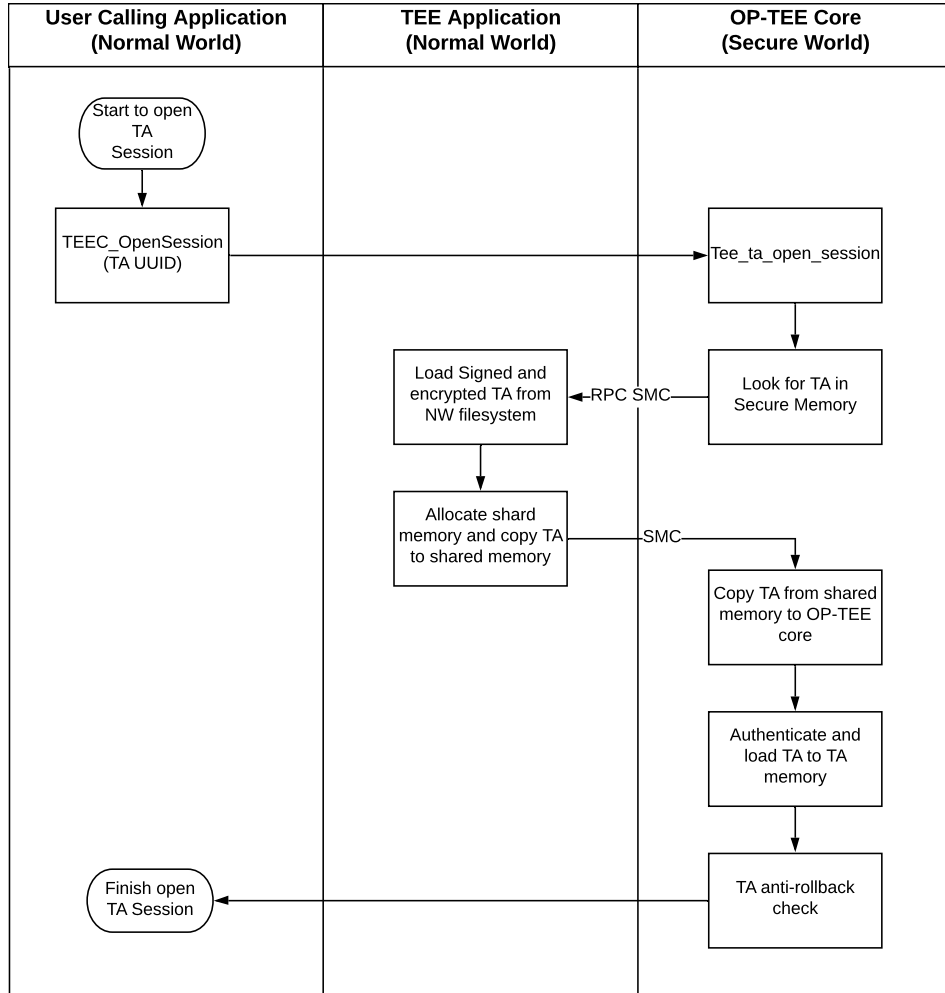 User Calling Application
(Normal World)
TEE Application
(Normal World)
OP-TEE Core
(Secure World)
Start to open
TA
Session
TEEC_OpenSession
(TA UUID)
Tee_ta_open_session
Load Signed and
encrypted TA from
NW filesystem
RPC SMC
Look for TA in
Secure Memory
Allocate shard
memory and copy TA
to shared memory
SMC
Copy TA from shared
memory to OP-TEE
core
Authenticate and
load TA to TA
memory
Finish open
TA Session
TA anti-rollback
check